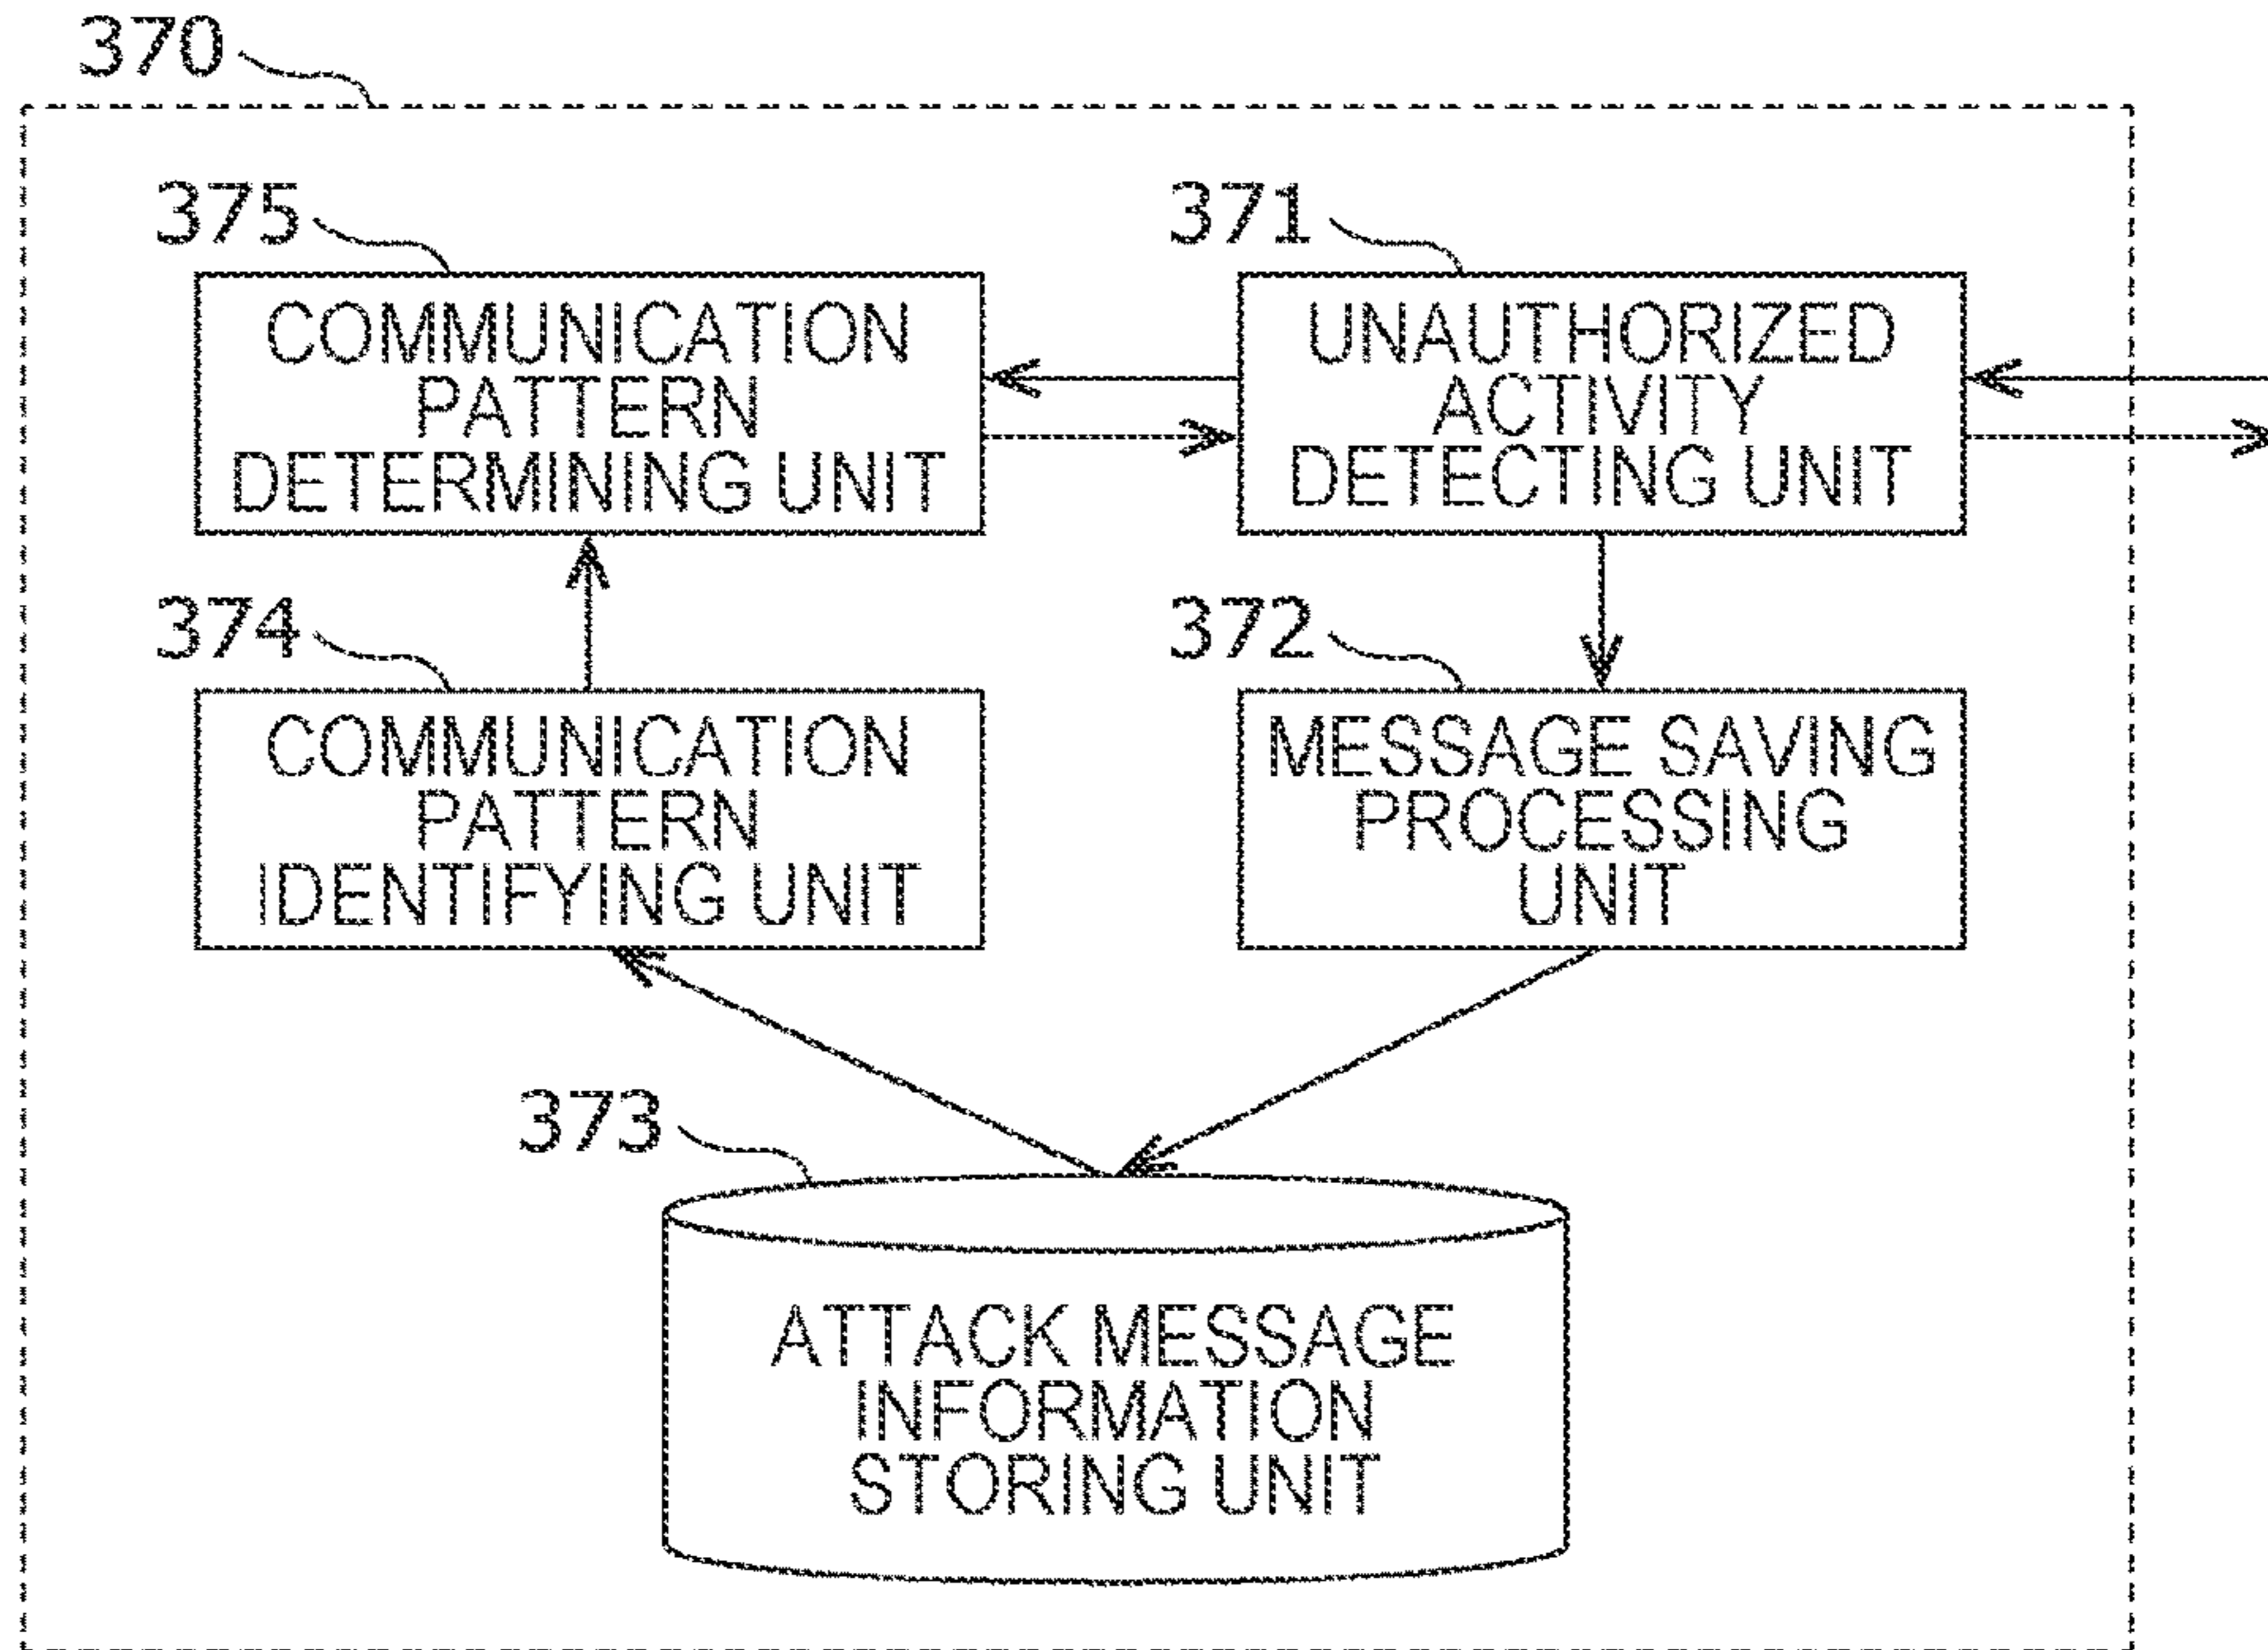 370
375
COMMUNICATION
PATTERN
DETERMINING UNIT
371
UNAUTHORIZED
ACTIVITY
DETECTING UNIT
374
COMMUNICATION
PATTERN
IDENTIFYING UNIT
372
MESSAGE SAVING
PROCESSING
UNIT
373
ATTACK MESSAGE
INFORMATION
STORING UNIT